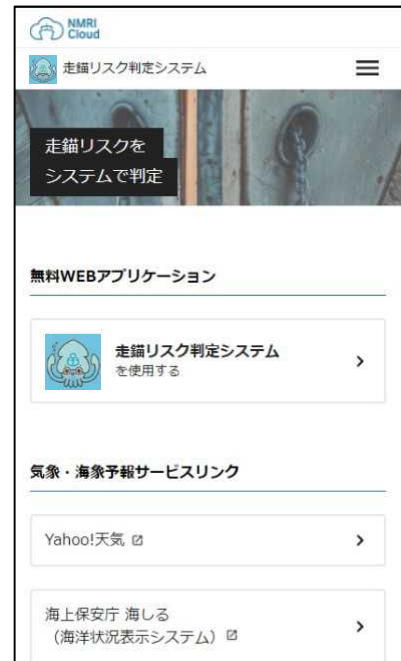 NMRI
Cloud
走錨リスク判定システム
走錨リスクを
システムで判定
無料WEBアプリケーション
走錨リスク判定システム
を使用する
気象・海象予報サービスリンク
Yahoo!天気
海上保安庁 海しる
（海洋状況表示システム）